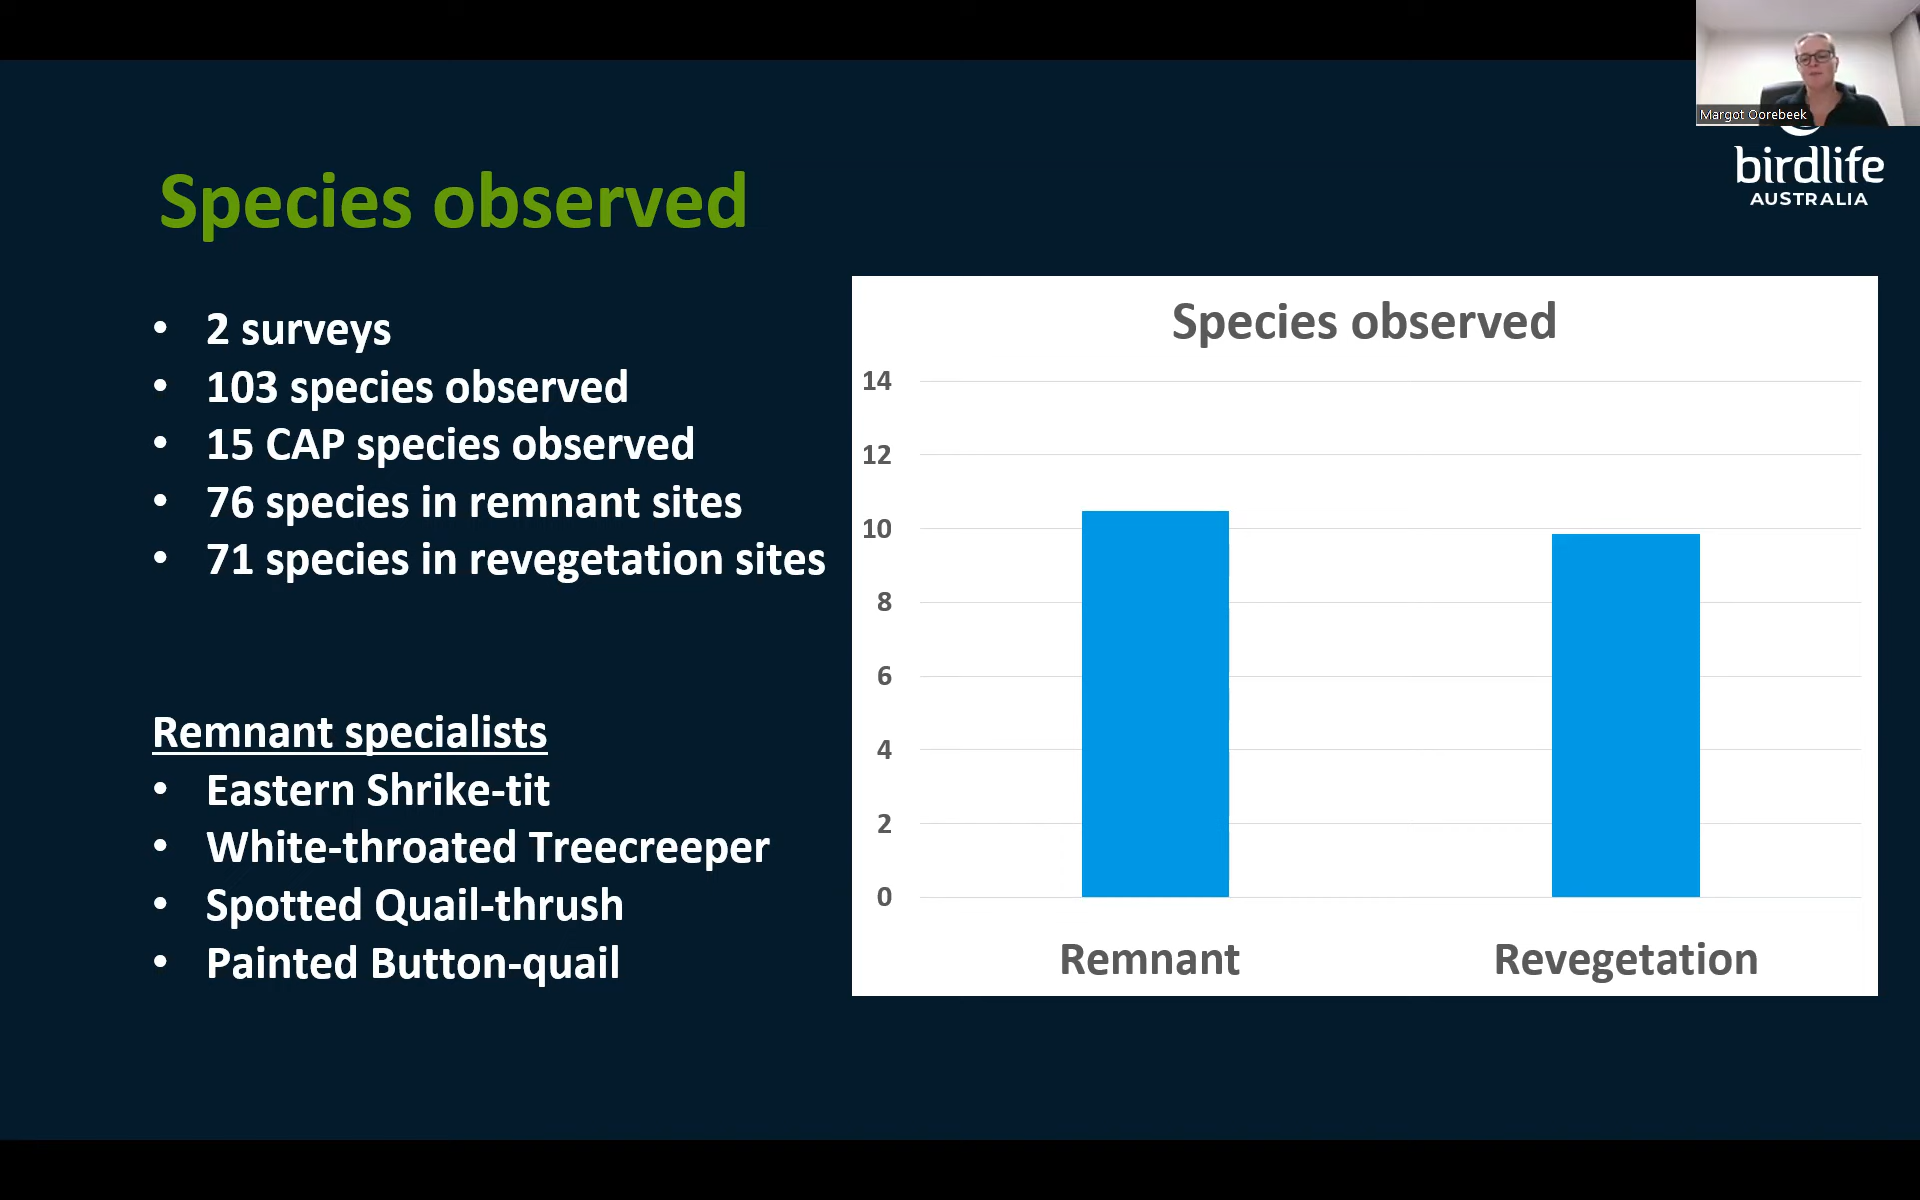 Margot Oorebeek
birdlife
AUSTRALIA
Species observed
• 2 surveys
• 103 species observed
• 15 CAP species observed
• 76 species in remnant sites
• 71 species in revegetation sites
Remnant specialists
• Eastern Shrike-tit
• White-throated Treecreeper
• Spotted Quail-thrush
• Painted Button-quail
Species observed
14
12
10
8
6
4
2
0
Remnant Revegetation